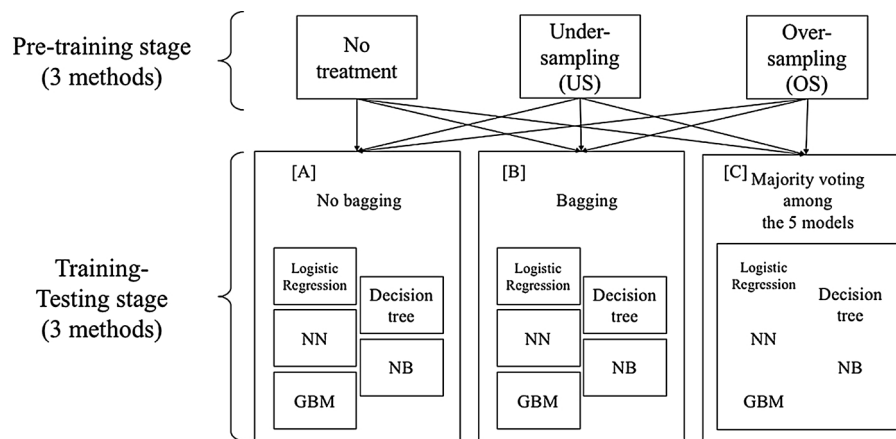 Pre-training stage
(3 methods)
No
treatment
Under-
sampling
(US)
Over-
sampling
(OS)
Training-
Testing stage
(3 methods)
[A]
No bagging
Logistic
Regression
Decision
tree
NN
NB
GBM
[B]
Bagging
Logistic
Regression
Decision
tree
NN
NB
GBM
[C]
Majority voting
among
the 5 models
Logistic
Regression
Decision
tree
NN
NB
GBM